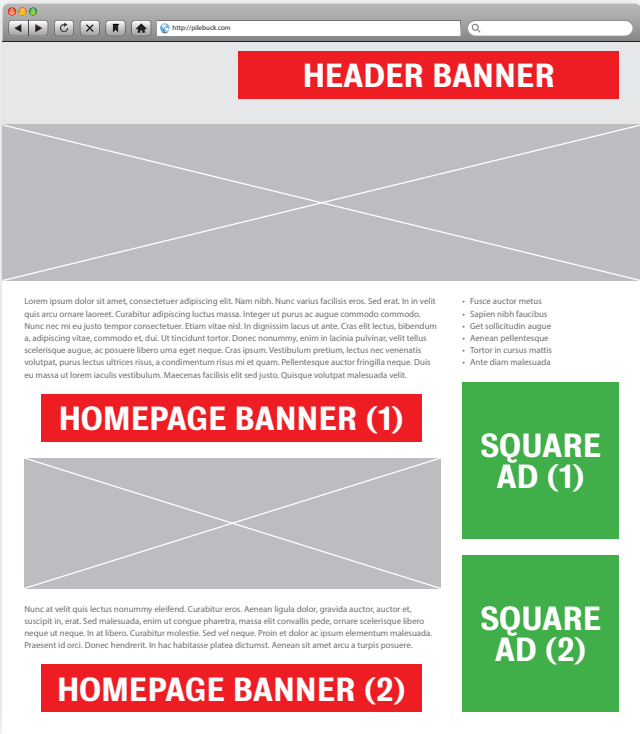 http://pilebuck.com
HEADER BANNER
Lorem ipsum dolor sit amet, consectetuer adipiscing elit. Nam nibh. Nunc varius facilisis eros. Sed erat. In in velit
quis arcu ornare laoreet. Curabitur adipiscing luctus massa. Integer ut purus ac augue commodo commodo.
Nunc nec mi eu justo tempor consectetuer. Etiam vitae nisl. In dignissim lacus ut ante. Cras elit lectus, bibendum
a, adipiscing vitae, commodo et, dui. Ut tincidunt tortor. Donec nonummy, enim in lacinia pulvinar, velit tellus
scelerisque augue, ac posuere libero urna eget neque. Cras ipsum. Vestibulum pretium, lectus nec venenatis
volutpat, purus lectus ultrices risus, a condimentum risus mi et quam. Pellentesque auctor fringilla neque. Duis
eu massa ut lorem iaculis vestibulum. Maecenas facilisis elit sed justo. Quisque volutpat malesuada velit.
HOMEPAGE BANNER (1)
Nunc at velit quis lectus nonummy eleifend. Curabitur eros. Aenean ligula dolor, gravida auctor, auctor et,
suscipit in, erat. Sed malesuada, enim ut congue pharetra, massa elit convallis pede, ornare scelerisque libero
neque ut neque. In at libero. Curabitur molestie. Sed vel neque. Proin et dolor ac ipsum elementum malesuada.
Praesent id orci. Donec hendrerit. In hac habitasse platea dictumst. Aenean sit amet arcu a turpis posuere.
HOMEPAGE BANNER (2)
• Fusce auctor metus
• Sapien nibh faucibus
• Get sollicitudin augue
• Aenean pellentesque
• Tortor in cursus mattis
• Ante diam malesuada
SQUARE
AD (1)
SQUARE
AD (2)